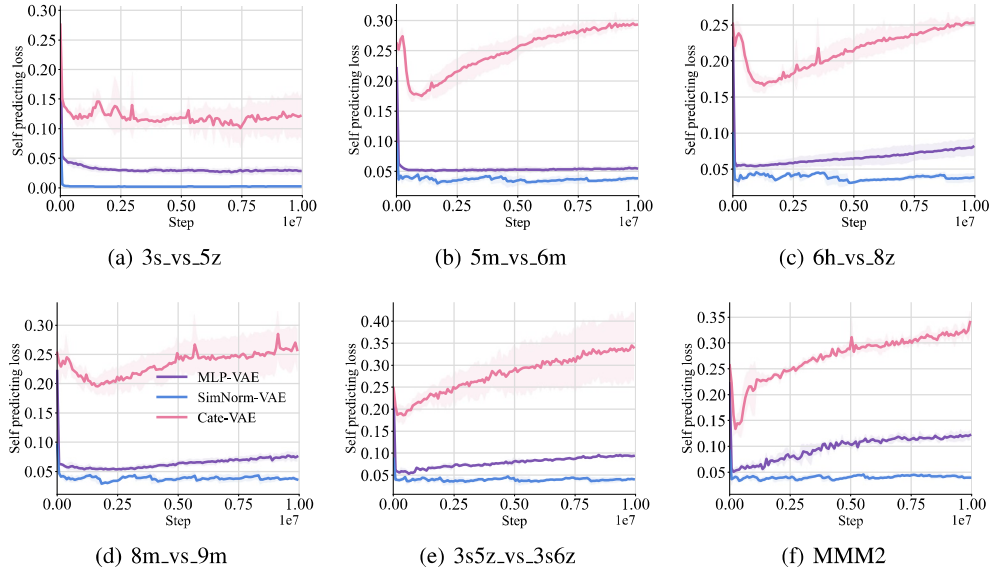 Self predicting loss
0.30
0.25
0.20
0.15
0.10
0.05
0.00
0.00 0.25 0.50 0.75 1.00
Step
1e7
(a) 3s_vs_5z
Self predicting loss
0.30
0.25
0.20
0.15
0.10
0.05
0.00 0.25 0.50 0.75 1.00
Step
1e7
(b) 5m_vs_6m
Self predicting loss
0.25
0.20
0.15
0.10
0.05
0.00 0.25 0.50 0.75 1.00
Step
1e7
(c) 6h_vs_8z
Self predicting loss
0.30
0.25
0.20
0.10
0.05
MLP-VAE
SimNorm-VAE
Cate-VAE
0.0 0.25 0.50 0.75 1.0
Step
1e7
(d) 8m_vs_9m
Self predicting loss
0.40
0.35
0.30
0.25
0.20
0.10
0.05
0.0 0.25 0.50 0.75 1.0
Step
1e7
(e) 3s5z_vs_3s6z
Self predicting loss
0.35
0.30
0.25
0.20
0.15
0.10
0.05
0.0 0.25 0.50 0.75 1.0
Step
1e7
(f) MMM2